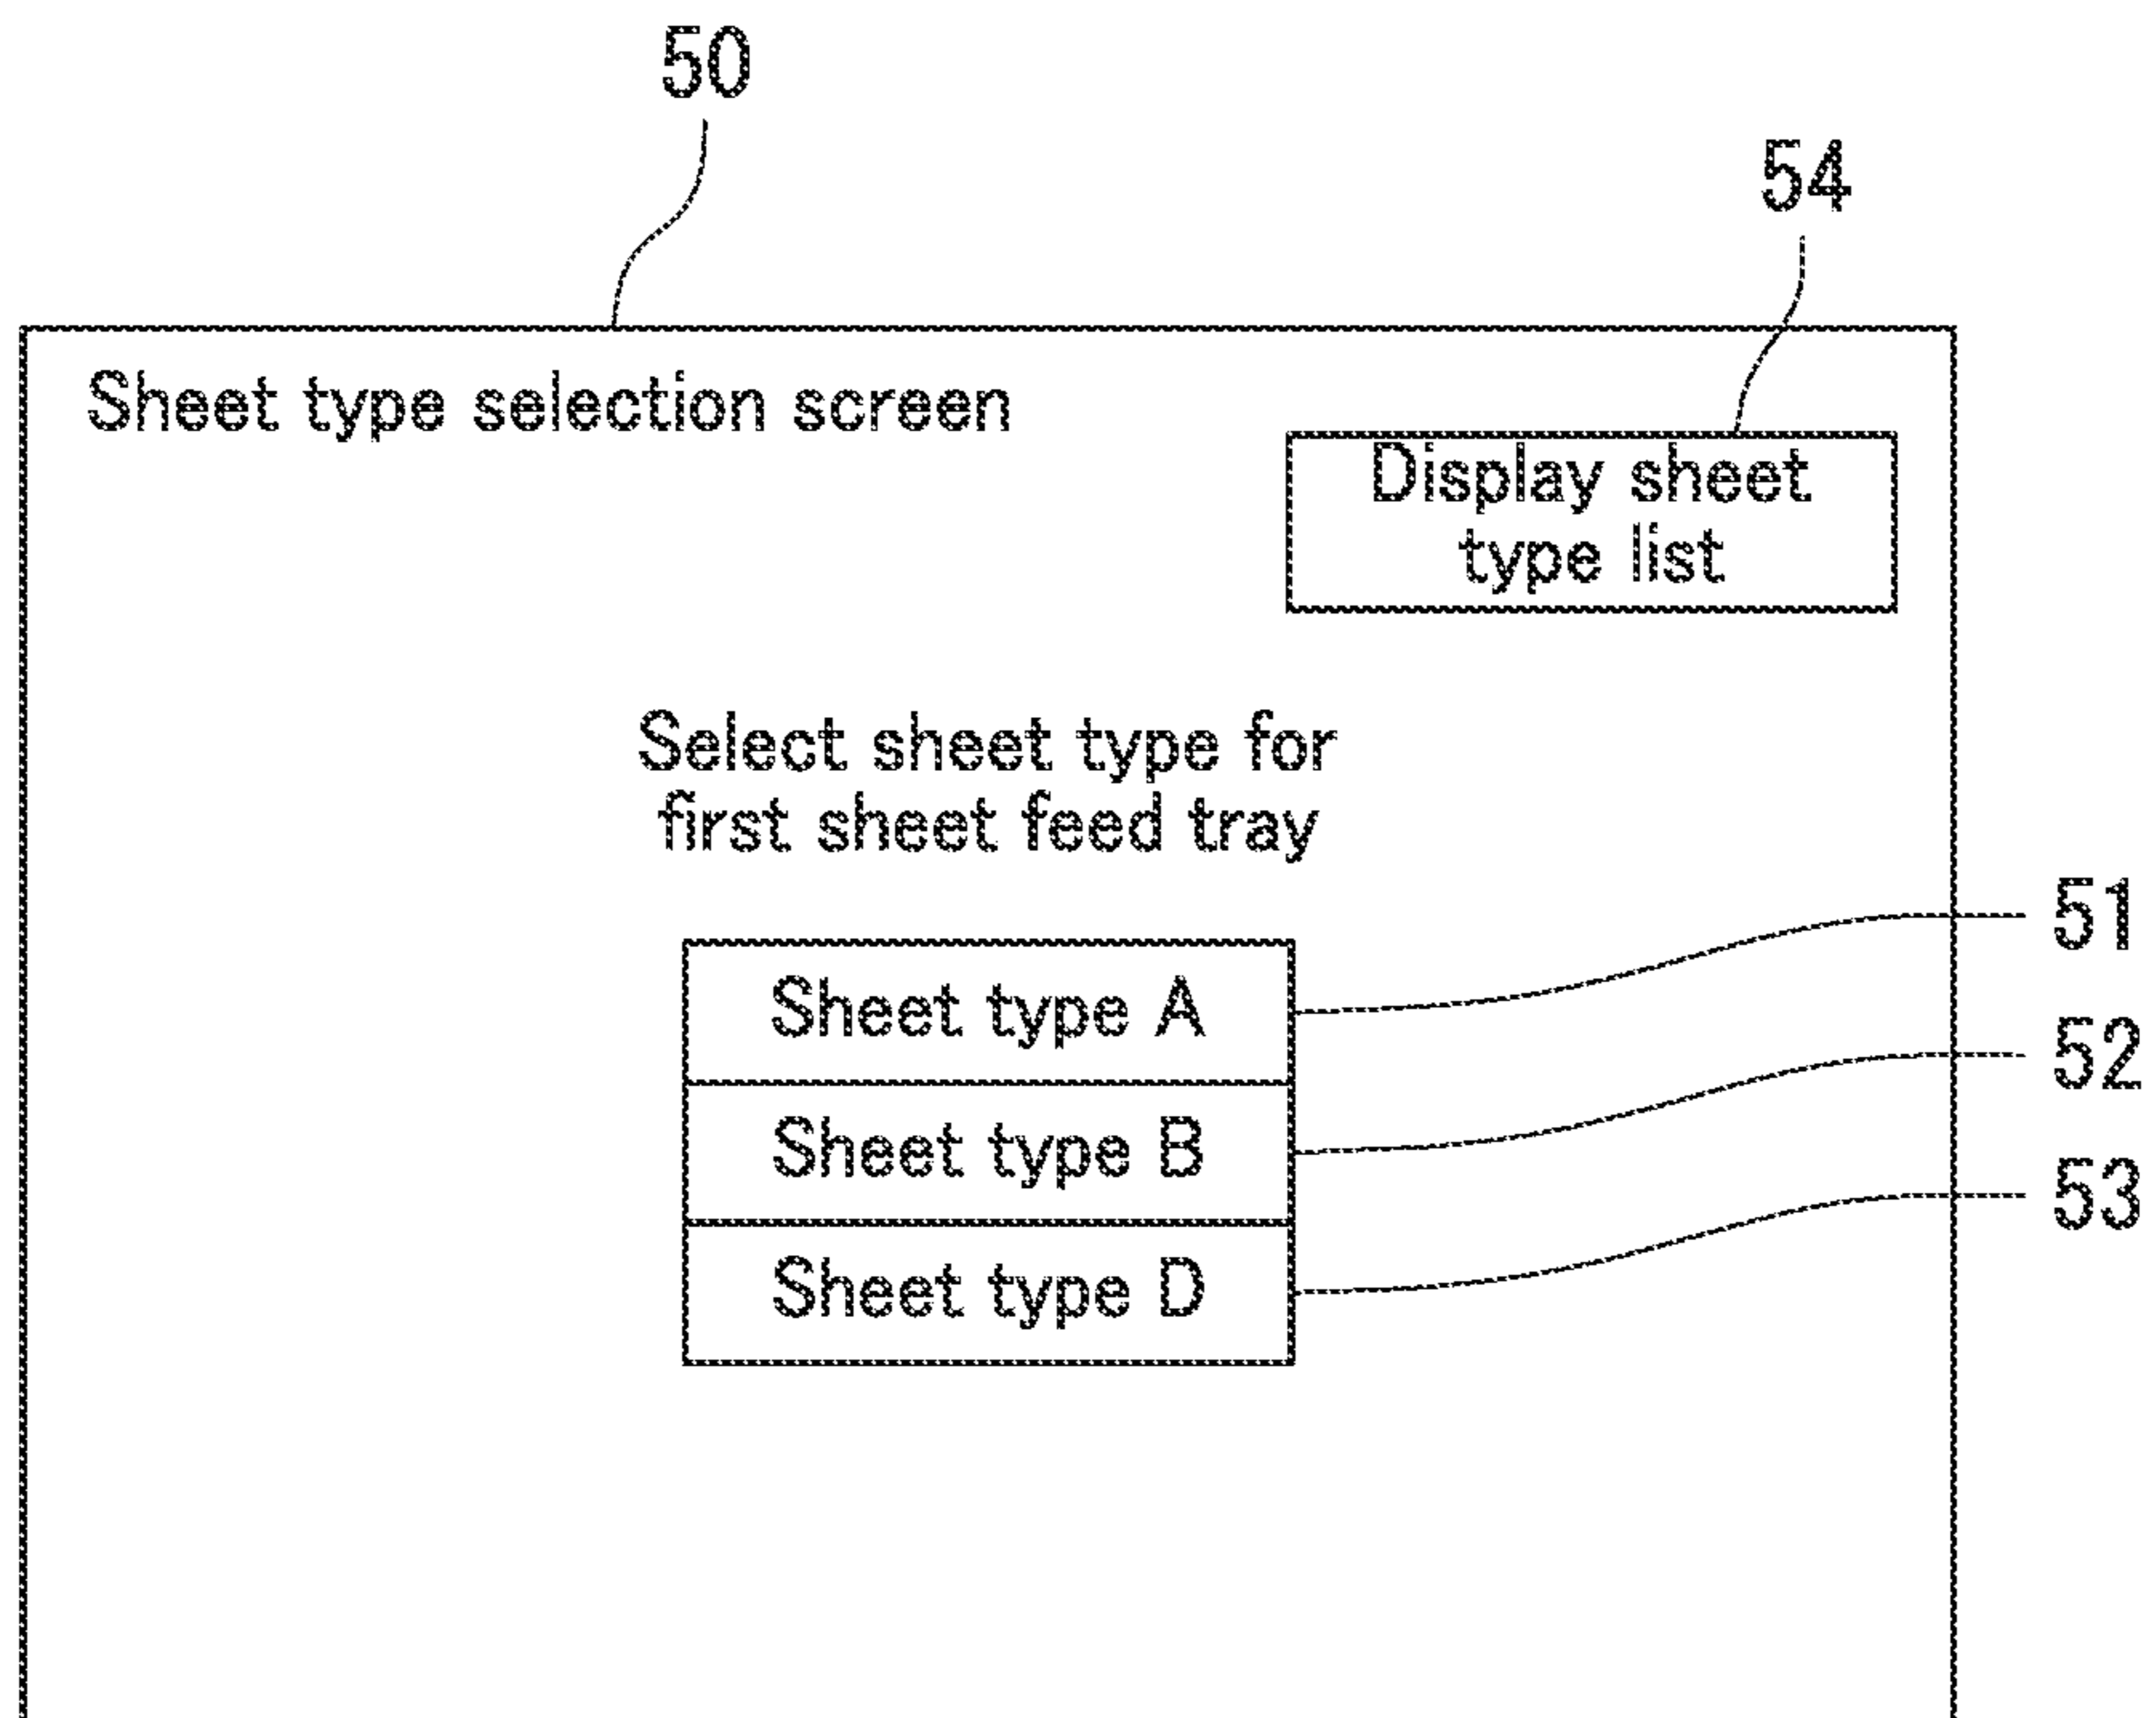 50
54
Sheet type selection screen
Display sheet
type list
Select sheet type for
first sheet feed tray
51
Sheet type A
52
Sheet type B
53
Sheet type D